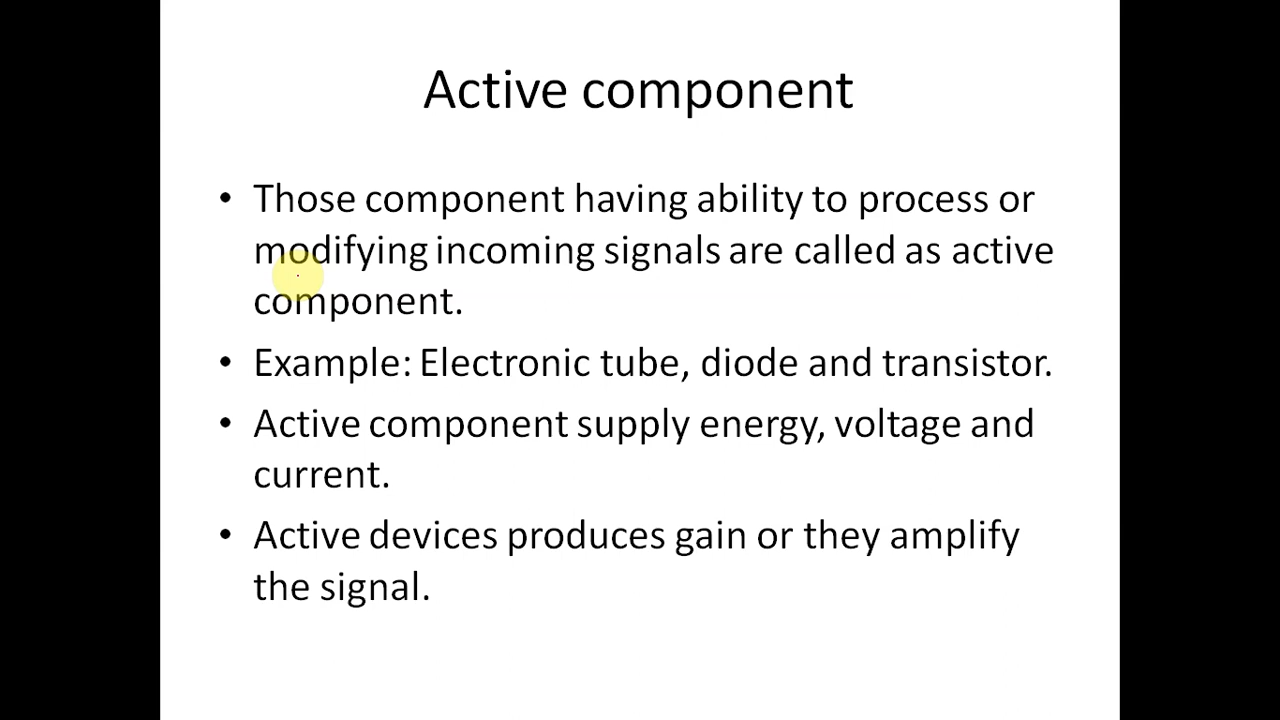 Active component
• Those component having ability to process or
modifying incoming signals are called as active
component.
• Example: Electronic tube, diode and transistor.
• Active component supply energy, voltage and
current.
• Active devices produces gain or they amplify
the signal.